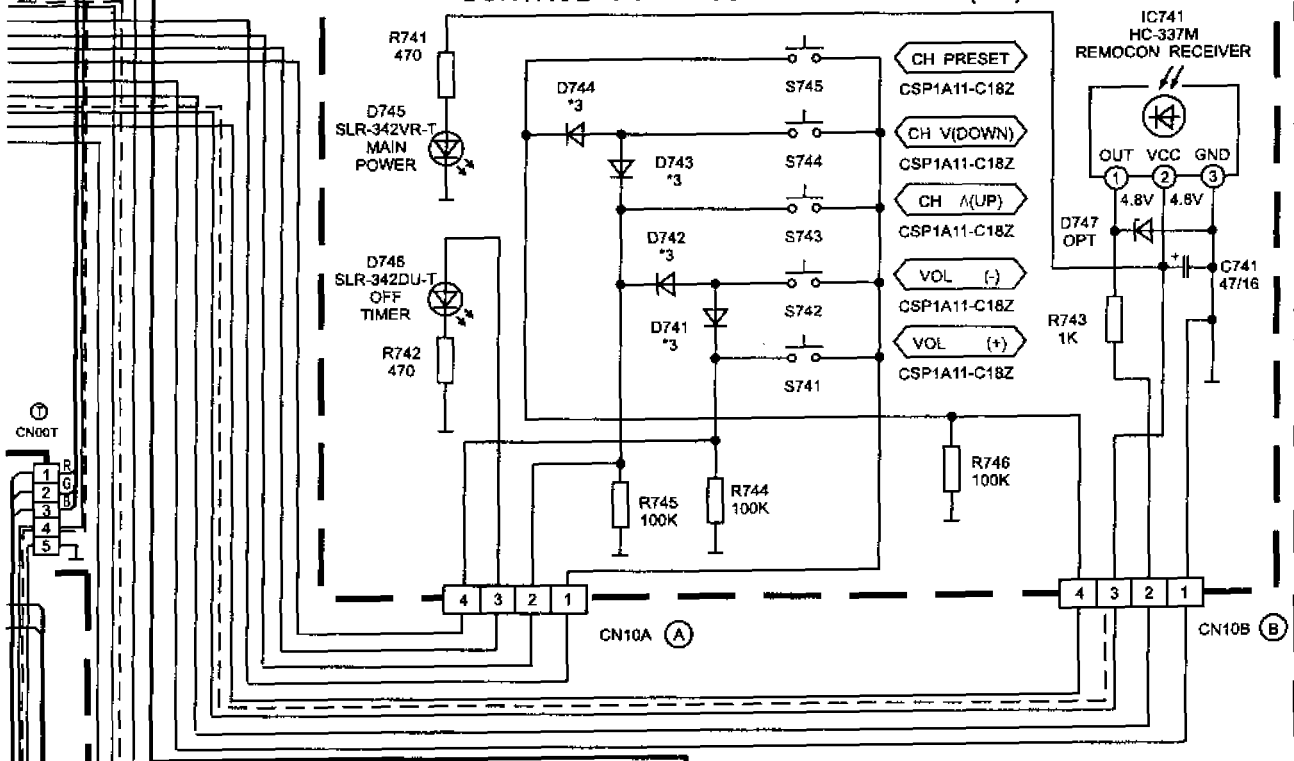 R741
470
D745
SLR-342VR-T
MAIN
POWER
D746
SLR-342DU-T
OFF
TIMER
R742
470
D744
*3
D743
*3
D742
*3
D741
*3
S745
S744
S743
S742
S741
CH PRESET
CSP1A11-C18Z
CH V(DOWN)
CSP1A11-C18Z
CH Λ(UP)
CSP1A11-C18Z
VOL (-)
CSP1A11-C18Z
VOL (+)
CSP1A11-C18Z
IC741
HC-337M
REMOCON RECEIVER
OUT VCC GND
1 2 3
4.8V 4.8V
D747
OPT
+
C741
47/16
R743
1K
R746
100K
R745
100K
R744
100K
T
CN00T
1 R
2 G
3 B
4
5
4 3 2 1
CN10A A
4 3 2 1
CN10B B